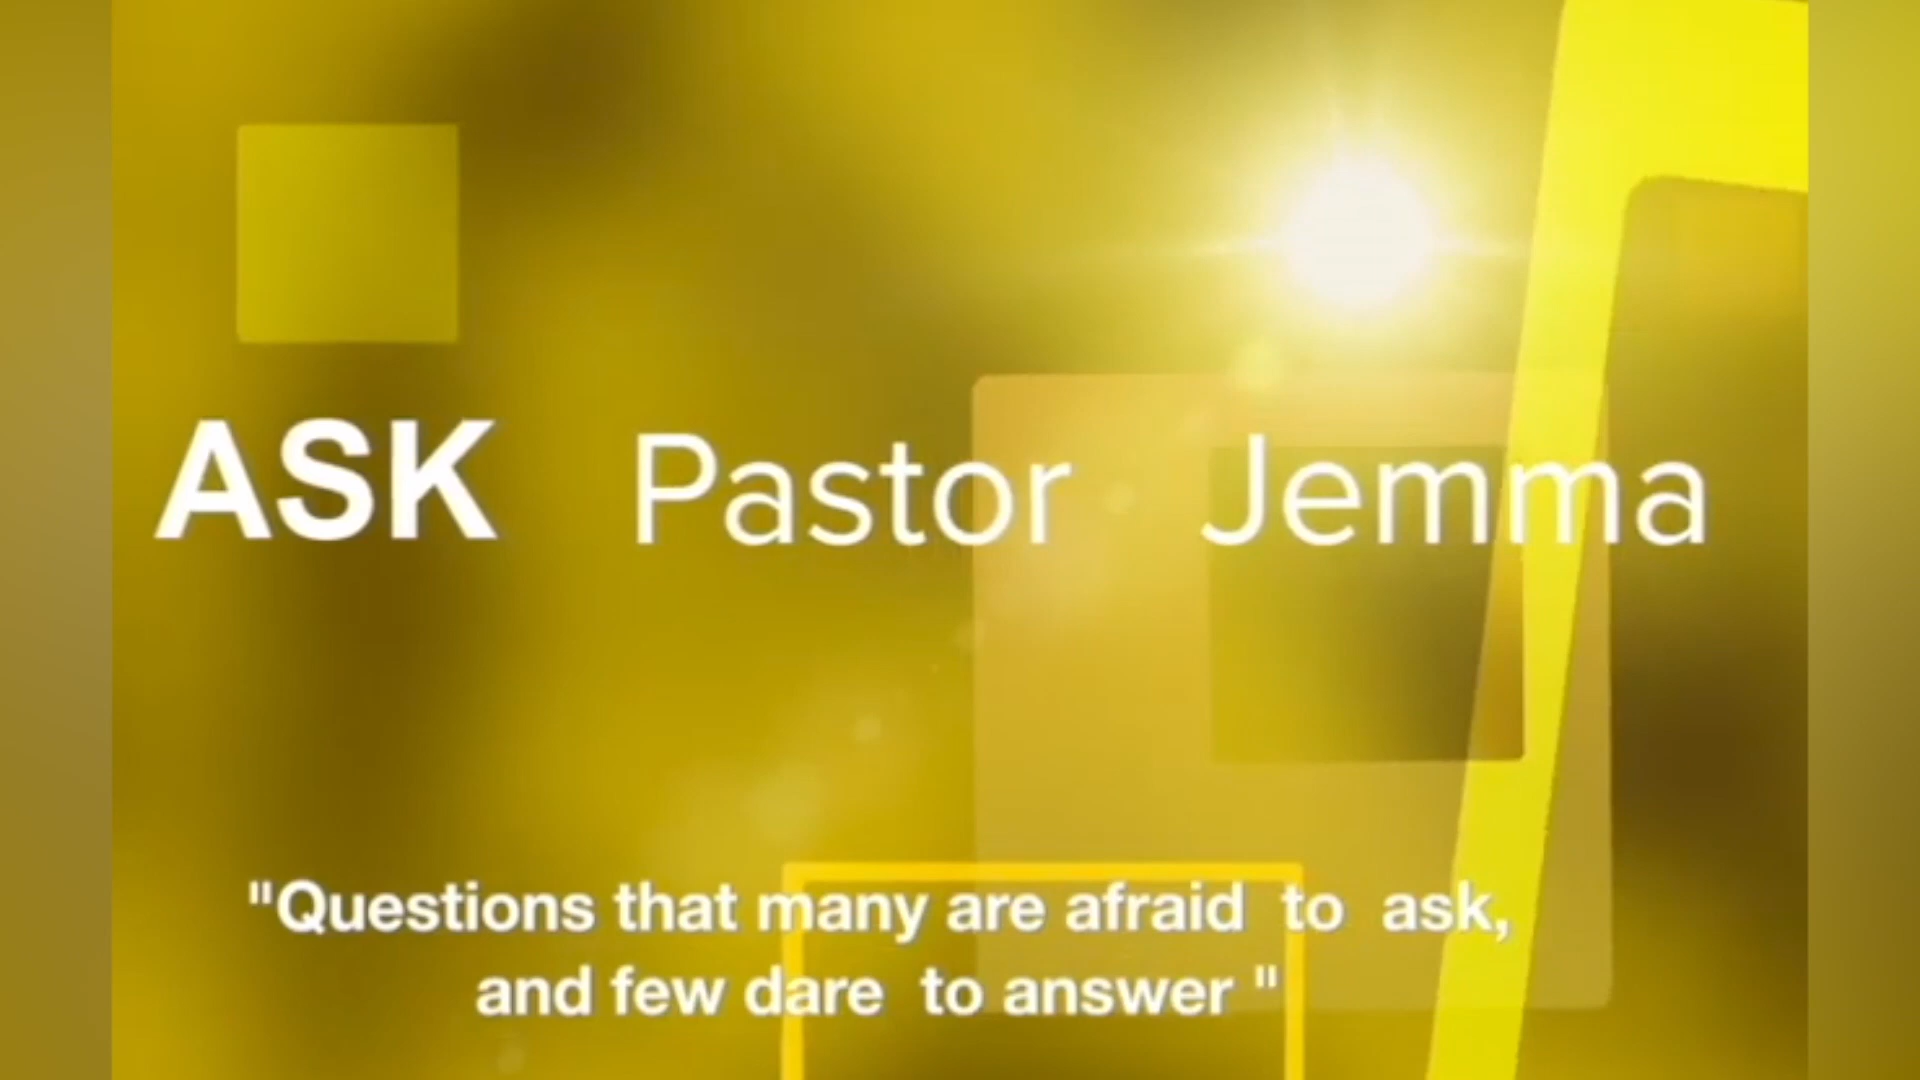 ASK Pastor Jemma
"Questions that many are afraid to ask,
and few dare to answer "